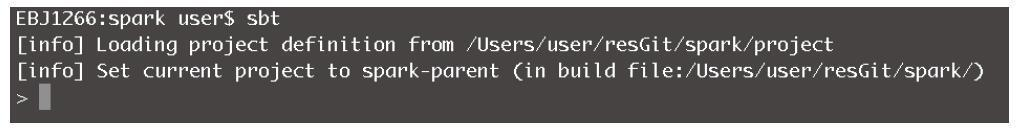 EBJ1266:spark user$ sbt
[info] Loading project definition from /Users/user/resGit/spark/project
[info] Set current project to spark-parent (in build file:/Users/user/resGit/spark/)
>